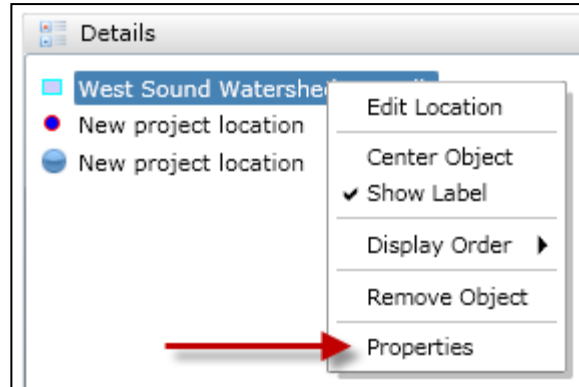 Details
West Sound Watershed
New project location
New project location
Edit Location
Center Object
Show Label
Display Order
Remove Object
Properties